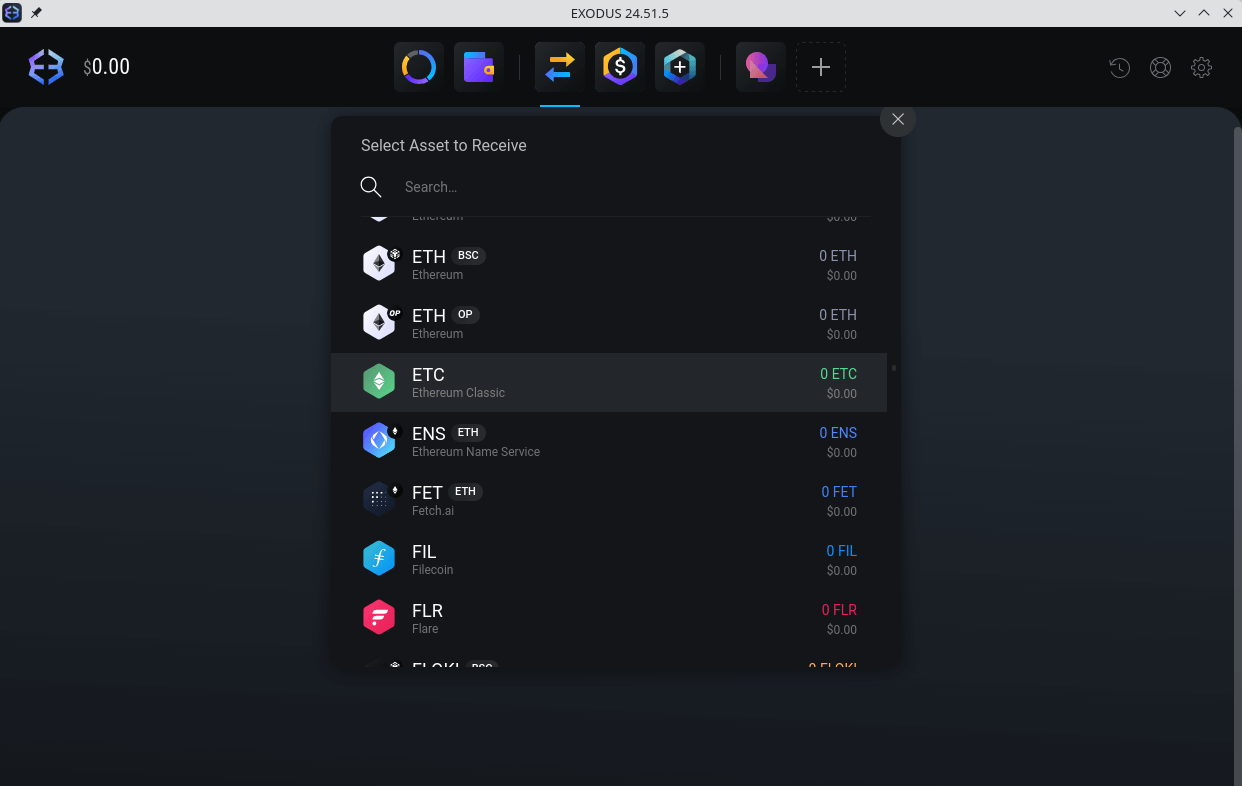 EXODUS 24.51.5
$0.00
Select Asset to Receive
Search...
Ethereum $0.00
ETH BSC 0 ETH
Ethereum $0.00
ETH OP 0 ETH
Ethereum $0.00
ETC 0 ETC
Ethereum Classic $0.00
ENS ETH 0 ENS
Ethereum Name Service $0.00
FET ETH 0 FET
Fetch.ai $0.00
FIL 0 FIL
Filecoin $0.00
FLR 0 FLR
Flare $0.00
FLOKI BSC 0 FLOKI